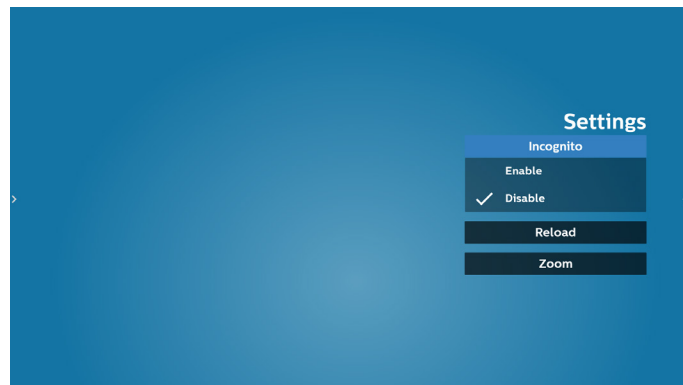 Settings
Incognito
Enable
Disable
Reload
Zoom